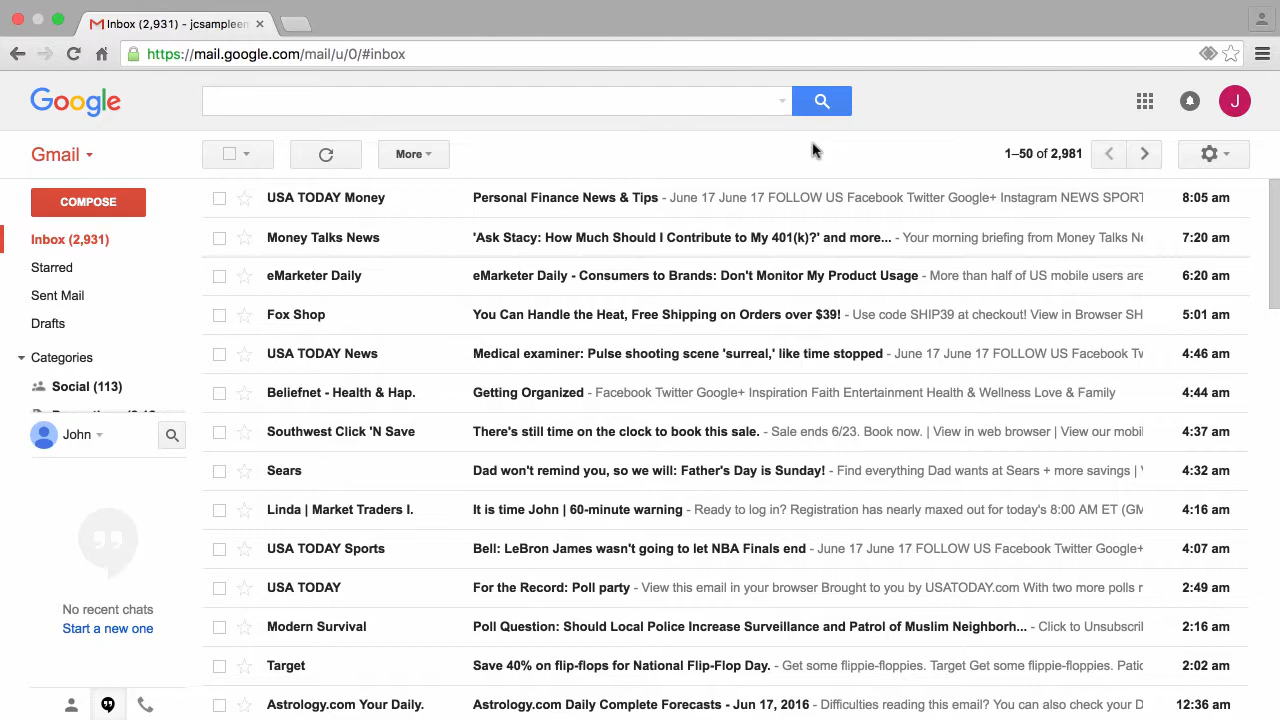 Inbox (2,931) - jcsampleem
https://mail.google.com/mail/u/0/#inbox
Google
J
Gmail
More
1–50 of 2,981
COMPOSE
Inbox (2,931)
Starred
Sent Mail
Drafts
Categories
Social (113)
John
No recent chats
Start a new one
USA TODAY Money Personal Finance News & Tips - June 17 June 17 FOLLOW US Facebook Twitter Google+ Instagram NEWS SPORT 8:05 am
Money Talks News 'Ask Stacy: How Much Should I Contribute to My 401(k)?' and more... - Your morning briefing from Money Talks Ne 7:20 am
eMarketer Daily eMarketer Daily - Consumers to Brands: Don't Monitor My Product Usage - More than half of US mobile users are 6:20 am
Fox Shop You Can Handle the Heat, Free Shipping on Orders over $39! - Use code SHIP39 at checkout! View in Browser SH 5:01 am
USA TODAY News Medical examiner: Pulse shooting scene 'surreal,' like time stopped - June 17 June 17 FOLLOW US Facebook Tw 4:46 am
Beliefnet - Health & Hap. Getting Organized - Facebook Twitter Google+ Inspiration Faith Entertainment Health & Wellness Love & Family 4:44 am
Southwest Click 'N Save There's still time on the clock to book this sale. - Sale ends 6/23. Book now. | View in web browser | View our mobil 4:37 am
Sears Dad won't remind you, so we will: Father's Day is Sunday! - Find everything Dad wants at Sears + more savings | 4:32 am
Linda | Market Traders I. It is time John | 60-minute warning - Ready to log in? Registration has nearly maxed out for today's 8:00 AM ET (GM 4:16 am
USA TODAY Sports Bell: LeBron James wasn't going to let NBA Finals end - June 17 June 17 FOLLOW US Facebook Twitter Google+ 4:07 am
USA TODAY For the Record: Poll party - View this email in your browser Brought to you by USATODAY.com With two more polls r 2:49 am
Modern Survival Poll Question: Should Local Police Increase Surveillance and Patrol of Muslim Neighborh... - Click to Unsubscri 2:16 am
Target Save 40% on flip-flops for National Flip-Flop Day. - Get some flippie-floppies. Target Get some flippie-floppies. Patic 2:02 am
Astrology.com Your Daily. Astrology.com Daily Complete Forecasts - Jun 17, 2016 - Difficulties reading this email? You can also check your D 12:36 am